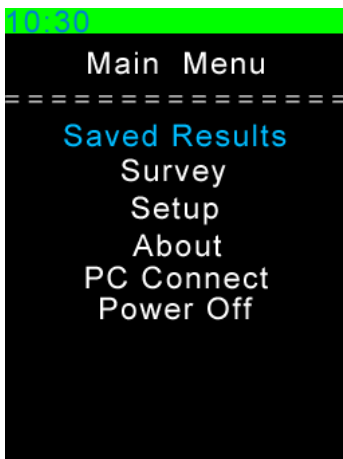 10:30
Main Menu
===============
Saved Results
Survey
Setup
About
PC Connect
Power Off